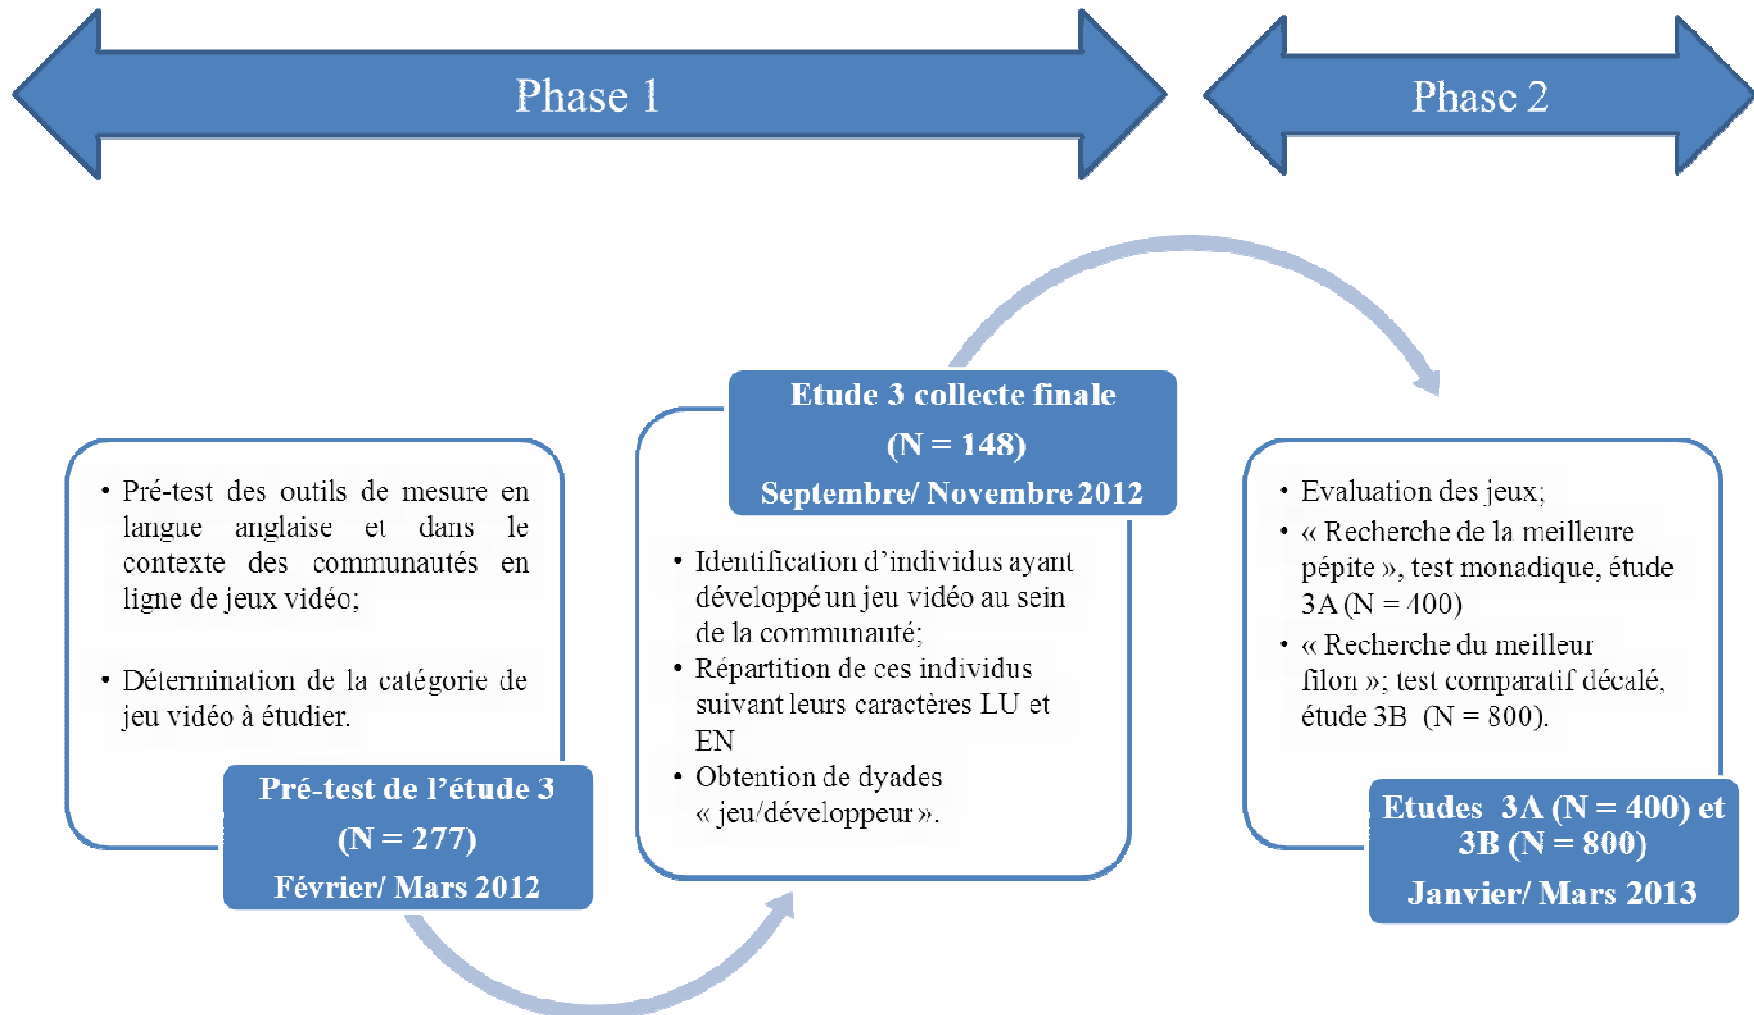 Phase 1
Phase 2
• Pré-test des outils de mesure en
langue anglaise et dans le
contexte des communautés en
ligne de jeux vidéo;
• Détermination de la catégorie de
jeu vidéo à étudier.
Pré-test de l’étude 3
(N = 277)
Février/ Mars 2012
Etude 3 collecte finale
(N = 148)
Septembre/ Novembre 2012
• Identification d’individus ayant
développé un jeu vidéo au sein
de la communauté;
• Répartition de ces individus
suivant leurs caractères LU et
EN
• Obtention de dyades
« jeu/développeur ».
• Evaluation des jeux;
• « Recherche de la meilleure
pépite », test monadique, étude
3A (N = 400)
• « Recherche du meilleur
filon »; test comparatif décalé,
étude 3B (N = 800).
Etudes 3A (N = 400) et
3B (N = 800)
Janvier/ Mars 2013